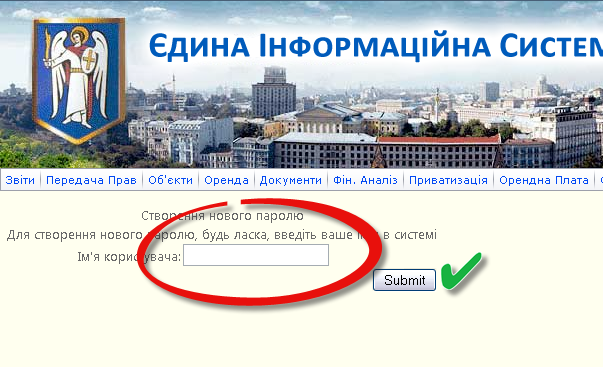 Єдина Інформаційна Систем
Звіти Передача Прав Об'єкти Оренда Документи Фін. Аналіз Приватизація Орендна Плата
Створення нового паролю
Для створення нового паролю, будь ласка, введіть ваше в системі
Ім'я користувача:
Submit